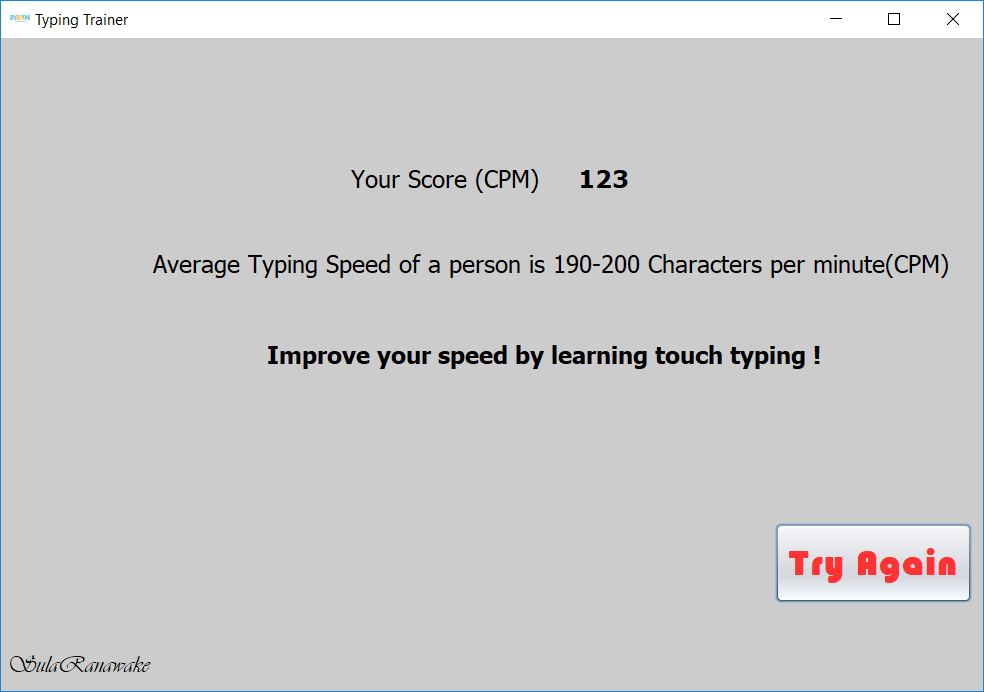 Typing Trainer
Your Score (CPM) 123
Average Typing Speed of a person is 190-200 Characters per minute(CPM)
Improve your speed by learning touch typing !
Try Again
SulaRanawake